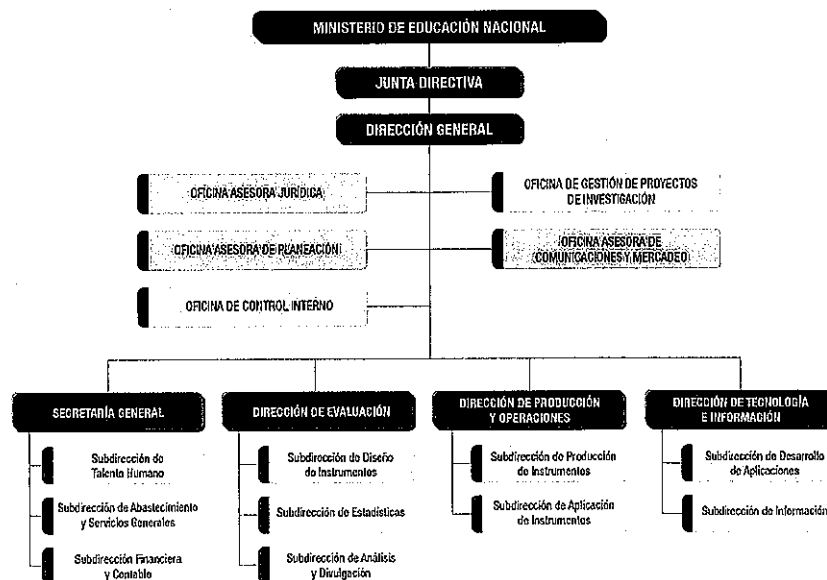 MINISTERIO DE EDUCACIÓN NACIONAL
JUNTA DIRECTIVA
DIRECCIÓN GENERAL
OFICINA ASESORA JURÍDICA
OFICINA DE GESTIÓN DE PROYECTOS
DE INVESTIGACIÓN
OFICINA ASESORA DE PLANEACIÓN
OFICINA ASESORA DE
COMUNICACIONES Y MERCADEO
OFICINA DE CONTROL INTERNO
SECRETARÍA GENERAL
Subdirección de
Talento Humano
Subdirección de Abastecimiento
y Servicios Generales
Subdirección Financiera
y Contable
DIRECCIÓN DE EVALUACIÓN
Subdirección de Diseño
de Instrumentos
Subdirección de Estadísticas
Subdirección de Análisis
y Divulgación
DIRECCIÓN DE PRODUCCIÓN
Y OPERACIONES
Subdirección de Producción
de Instrumentos
Subdirección de Aplicación
de Instrumentos
DIRECCIÓN DE TECNOLOGÍA
E INFORMACIÓN
Subdirección de Desarrollo
de Aplicaciones
Subdirección de Información